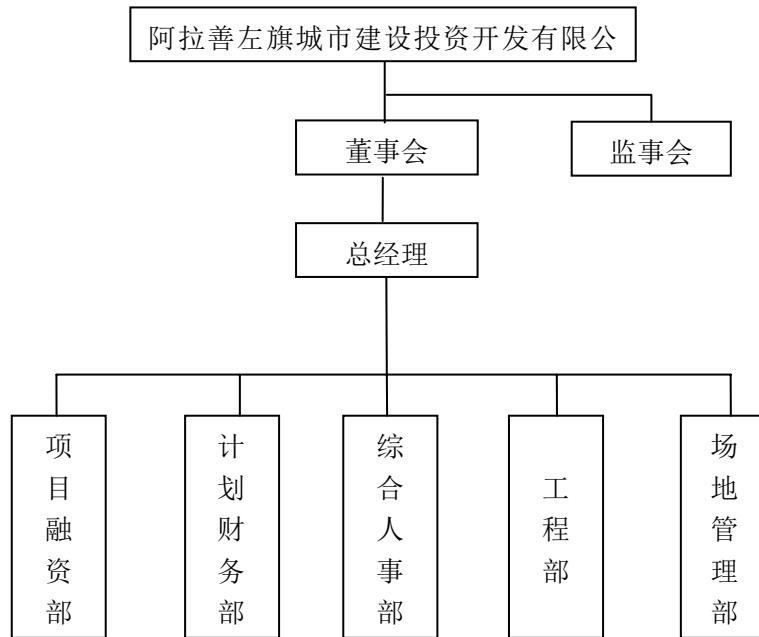 阿拉善左旗城市建设投资开发有限公
董事会
监事会
总经理
项目融资部
计划财务部
综合人事部
工程部
场地管理部